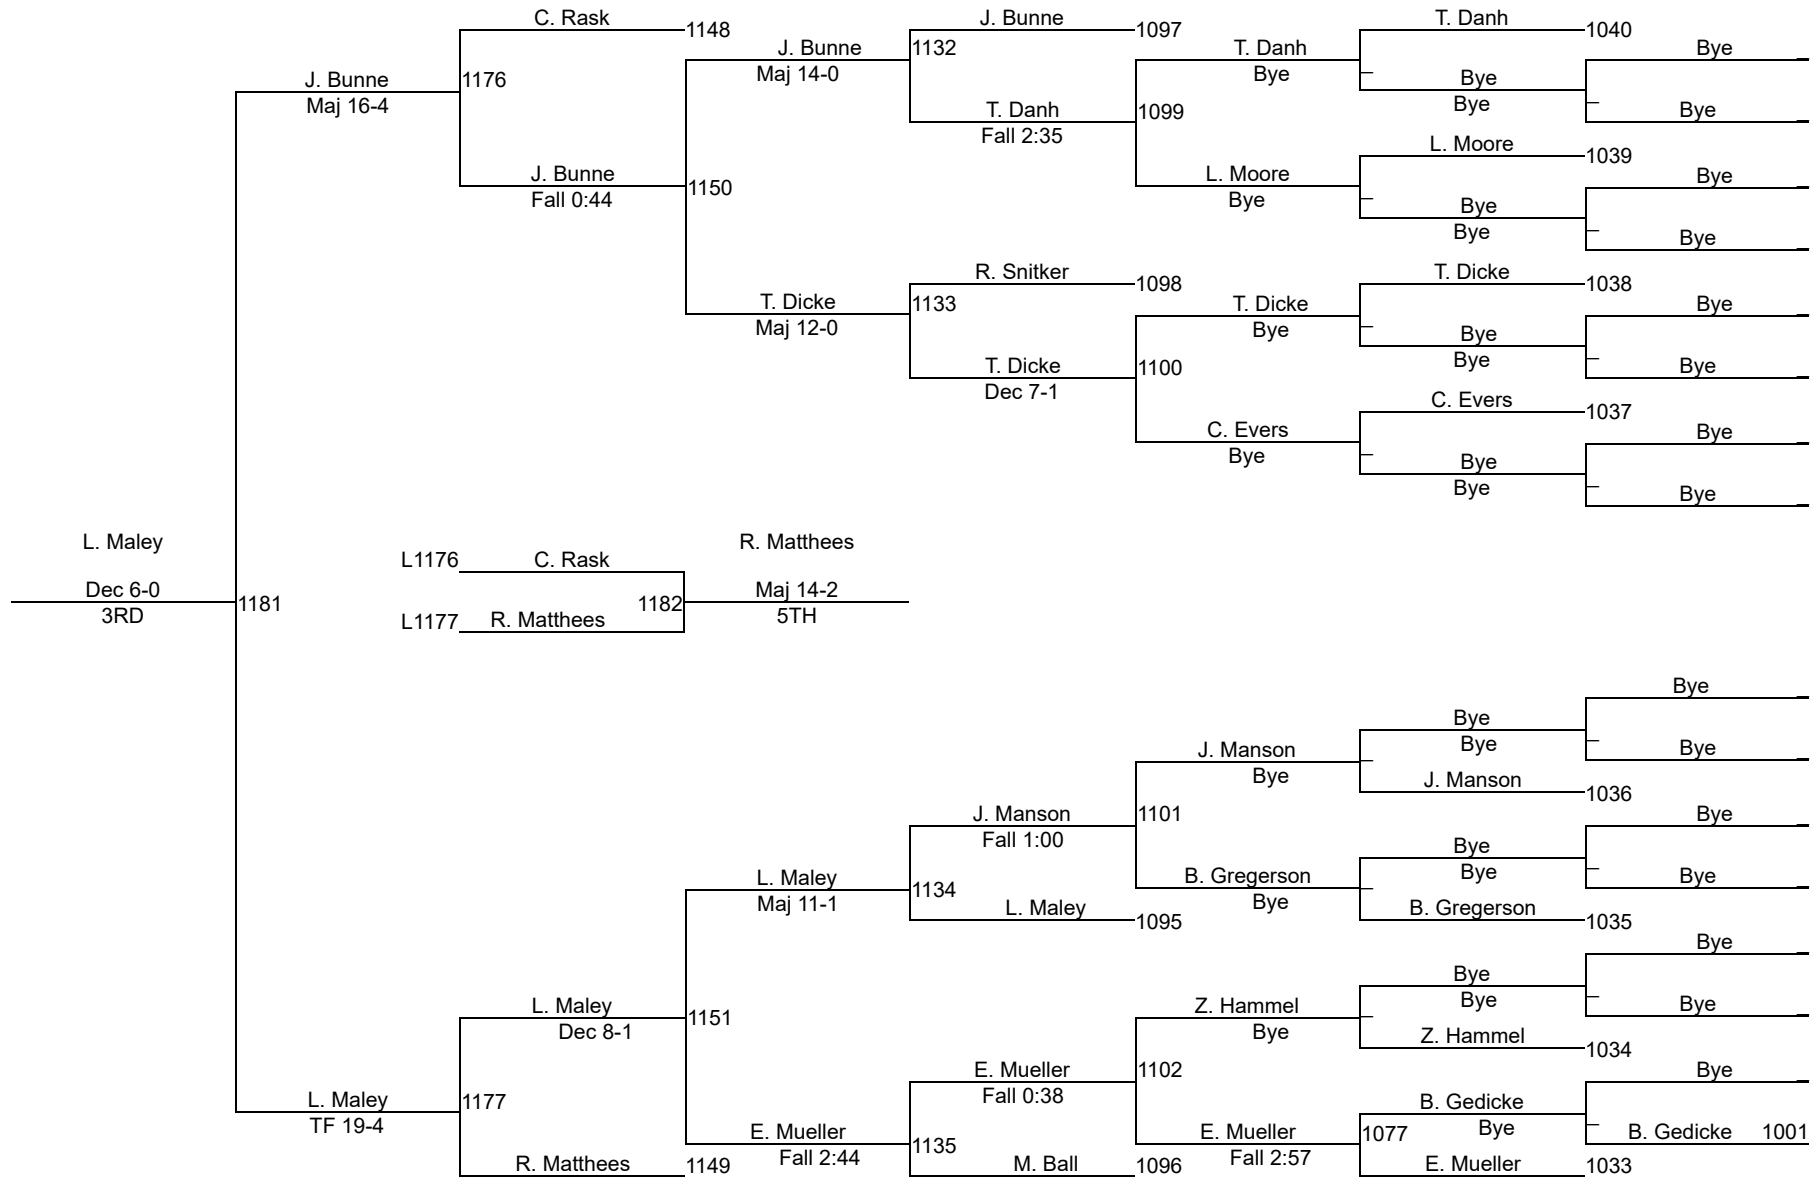 C. Rask
1148
J. Bunne
1097
T. Danh
1040
J. Bunne
1132
T. Danh
Bye
Maj 14-0
Bye
Bye
J. Bunne
1176
Bye
Maj 16-4
T. Danh
1099
Bye
Bye
Fall 2:35
L. Moore
1039
J. Bunne
1150
L. Moore
Bye
Fall 0:44
Bye
Bye
Bye
Bye
R. Snitker
1098
T. Dicke
1038
T. Dicke
1133
T. Dicke
Bye
Maj 12-0
Bye
Bye
T. Dicke
1100
Bye
Bye
Dec 7-1
C. Evers
1037
C. Evers
Bye
Bye
Bye
Bye
Bye
L. Maley
R. Matthees
L1176
C. Rask
Dec 6-0
1181
1182
Maj 14-2
3RD
L1177
R. Matthees
5TH
Bye
Bye
J. Manson
Bye
Bye
Bye
J. Manson
1036
J. Manson
1101
Bye
Fall 1:00
Bye
L. Maley
1134
B. Gregerson
Bye
Bye
Maj 11-1
Bye
L. Maley
1095
B. Gregerson
1035
Bye
Bye
L. Maley
1151
Z. Hammel
Bye
Bye
Dec 8-1
Bye
Z. Hammel
1034
E. Mueller
1102
Bye
Fall 0:38
L. Maley
1177
B. Gedicke
TF 19-4
Bye
E. Mueller
1135
E. Mueller
1077
B. Gedicke
1001
Fall 2:44
Fall 2:57
R. Matthees
1149
M. Ball
1096
E. Mueller
1033